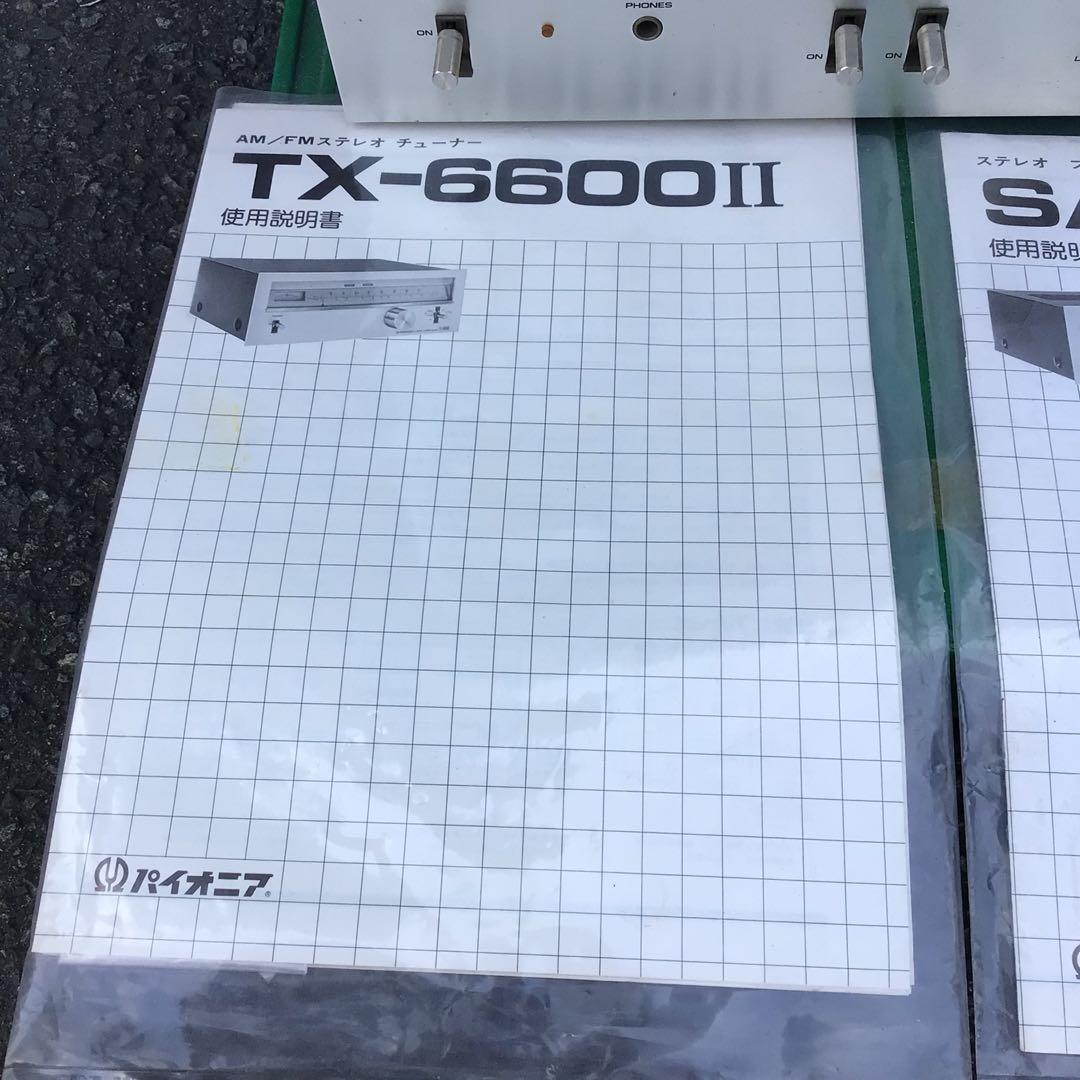 PHONES
ON
ON
ON
AM/FMステレオ チューナー
TX-6600II
使用説明書
パイオニア
ステレオ
使用説明